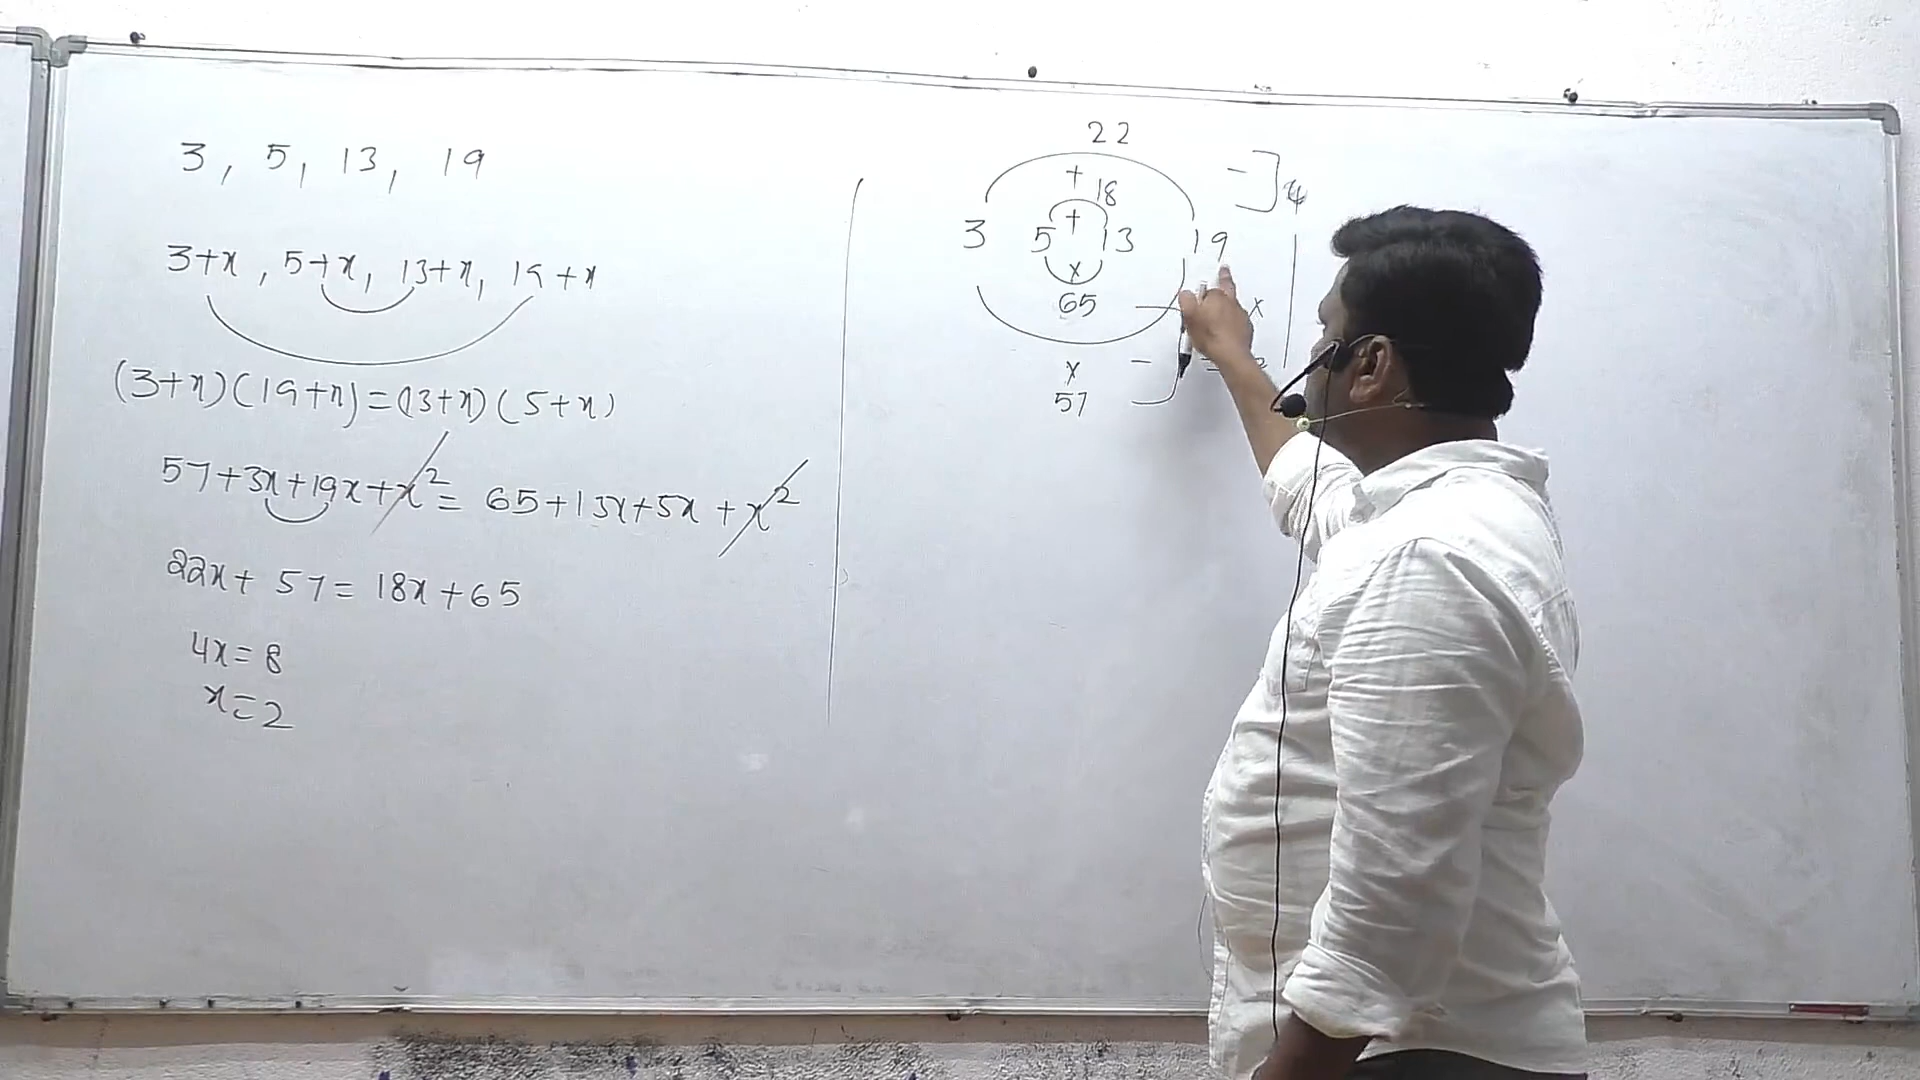 3, 5, 13, 19
3+x, 5+x, 13+x, 19+x
(3+x)(19+x)=(13+x)(5+x)
57+3x+19x+x²= 65+13x+5x+x²
22x+ 57= 18x+65
4x=8
x=2
22
+
18
+
3 5 13 19
x
65
x
57
- 4
x
-